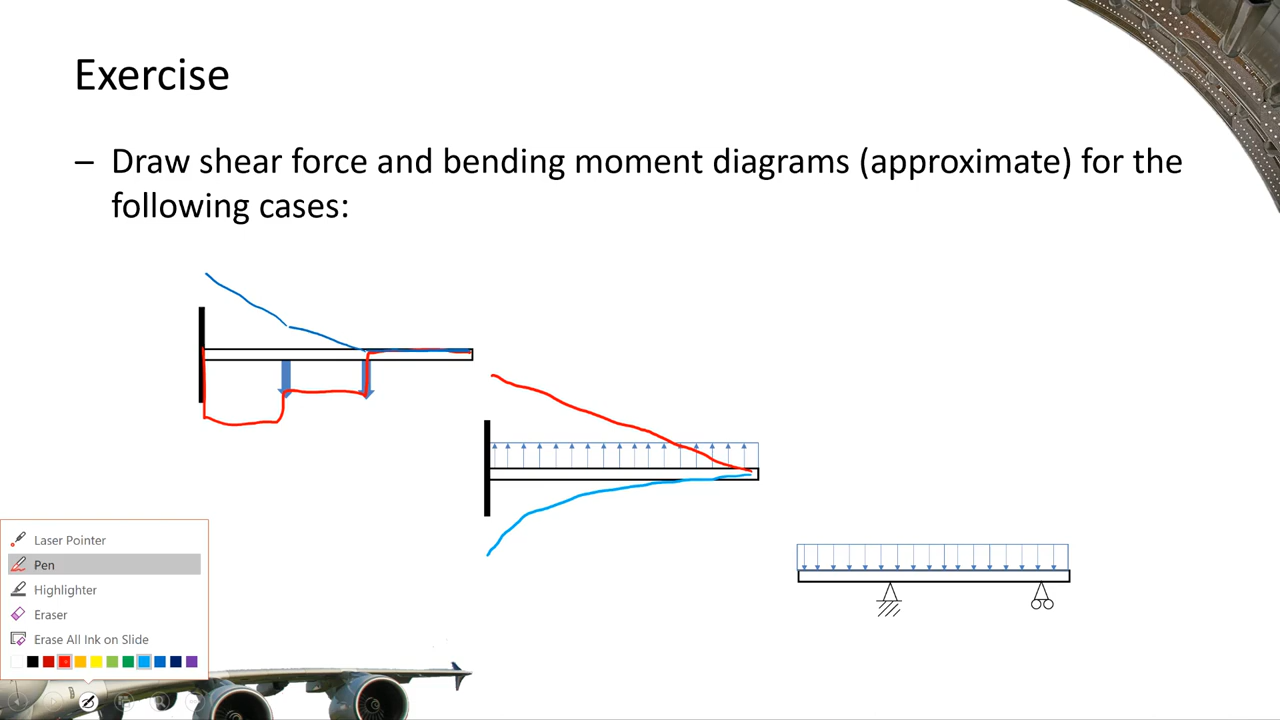 Exercise
– Draw shear force and bending moment diagrams (approximate) for the
following cases:
Laser Pointer
Pen
Highlighter
Eraser
Erase All Ink on Slide